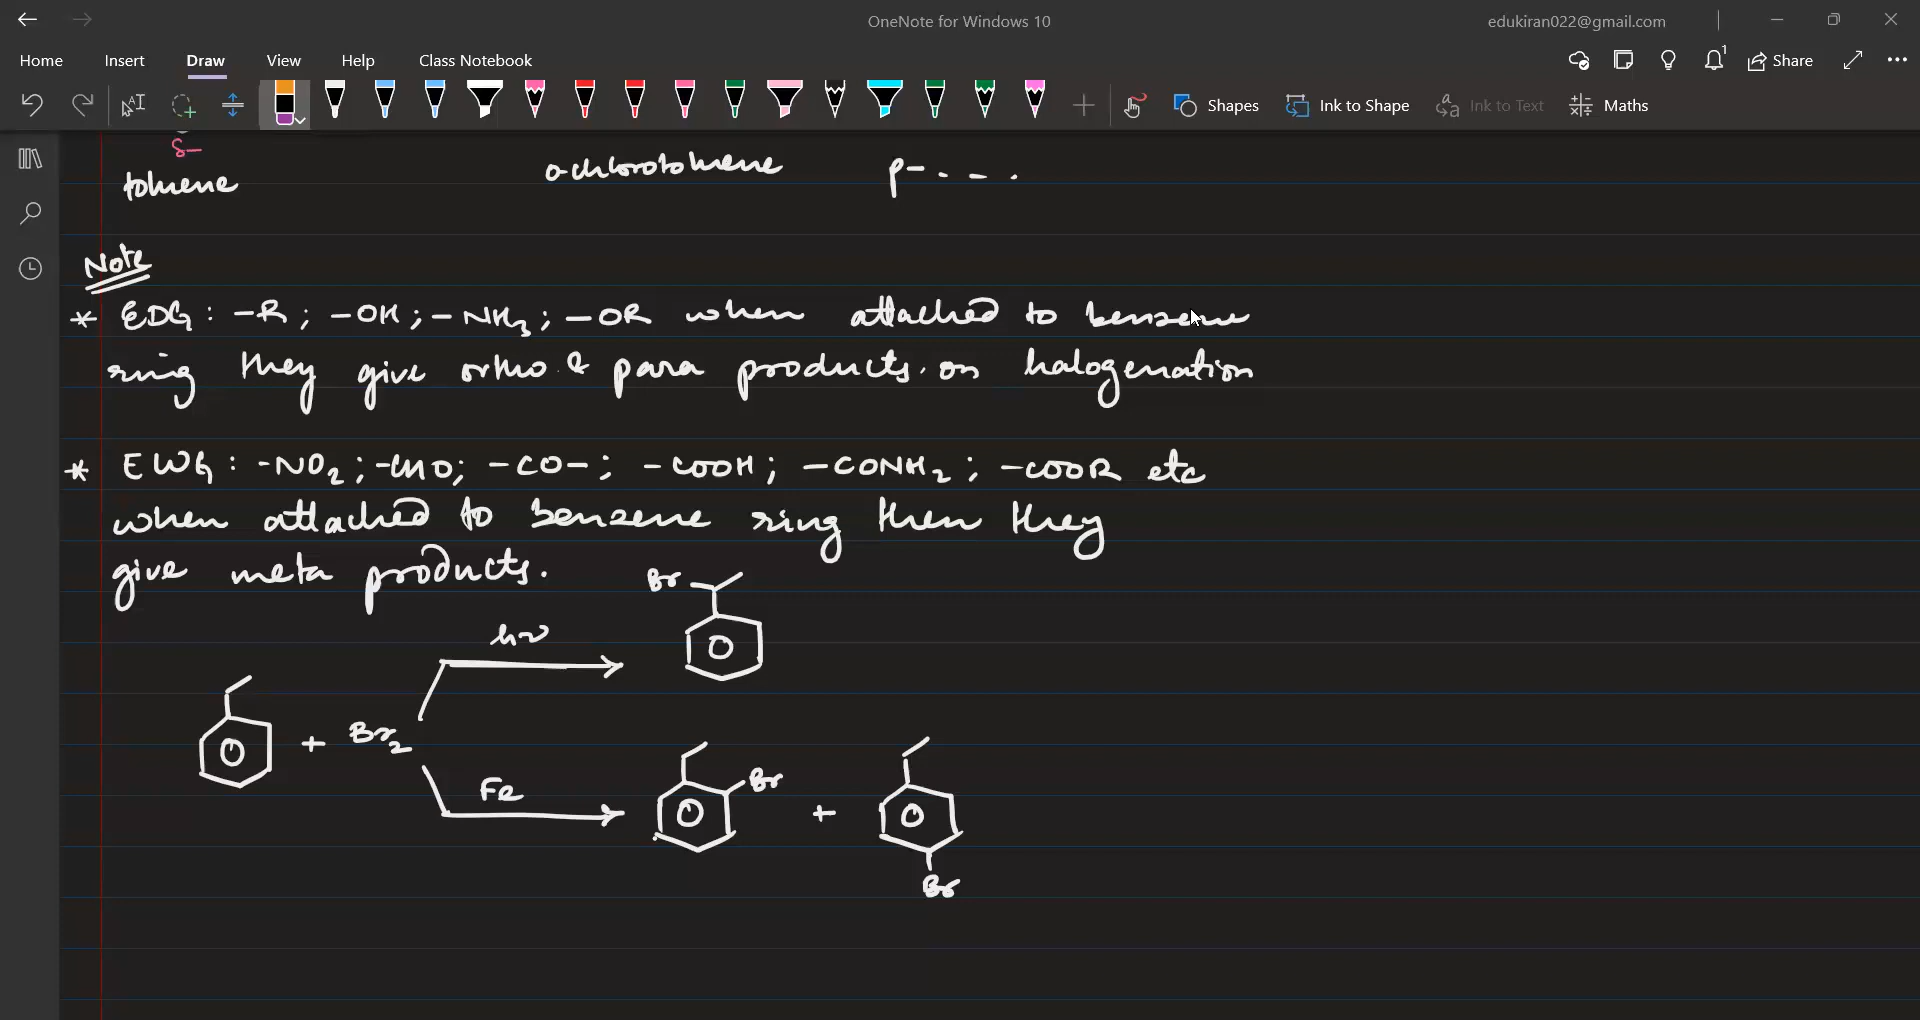 OneNote for Windows 10
edukiran022@gmail.com
Home Insert Draw View Help Class Notebook
1
Share
Shapes
Ink to Shape
Ink to Text
Maths
δ-
toluene
o-chlorotoluene
p- . - .
Note
* EDG : -R ; -OH ; -NH3 ; -OR when attached to benzene
ring they give ortho & para products. on halogenation
* EWG : -NO2 ; -CHO; -CO- ; -COOH ; -CONH2 ; -COOR etc
when attached to benzene ring then they
give meta products.
Br
hν
+ Br2
Fe
Br
+
Br